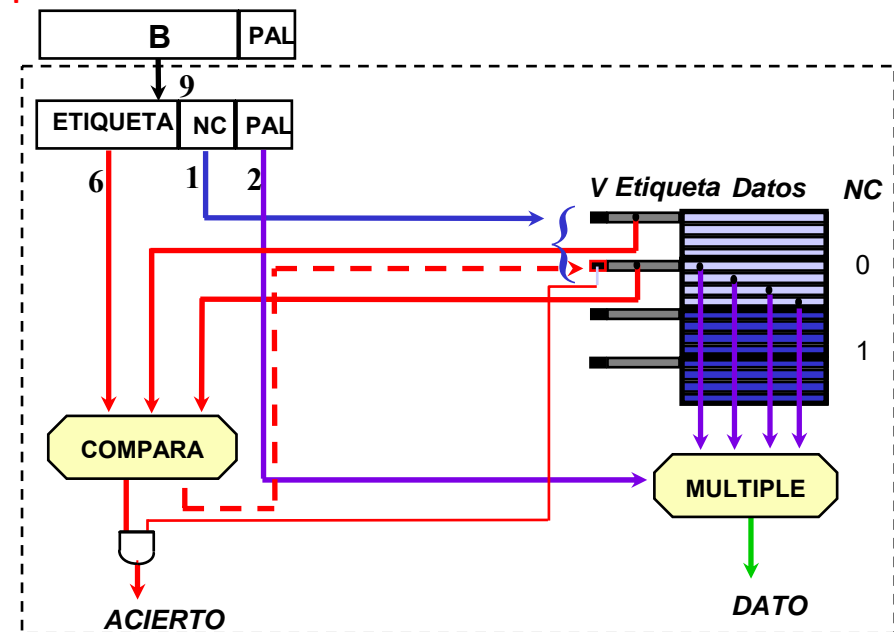 B PAL
9
ETIQUETA NC PAL
6 1 2
V Etiqueta Datos NC
0
1
COMPARA
MULTIPLE
ACIERTO
DATO